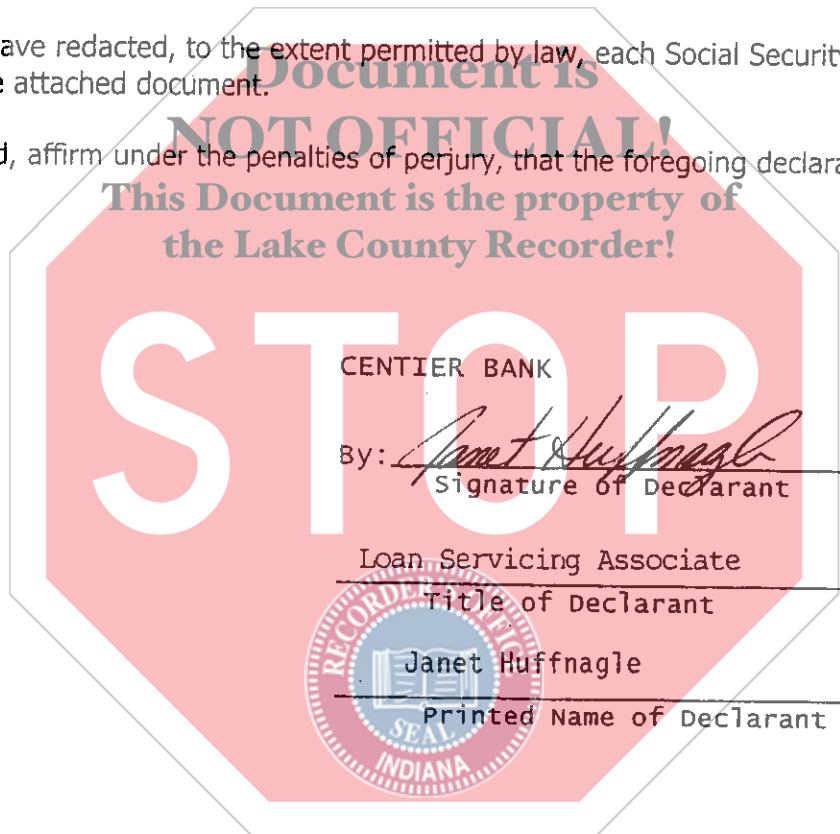 ave redacted, to the extent permitted by law, each Social Security
attached document.
Document is
NOT OFFICIAL!
, affirm under the penalties of perjury, that the foregoing declara
This Document is the property of
the Lake County Recorder!
STOP
CENTIER BANK
By: Janet Huffnagle
Signature of Declarant
Loan Servicing Associate
Title of Declarant
Janet Huffnagle
Printed Name of Declarant
RECORDER'S OFFICE
SEAL
INDIANA